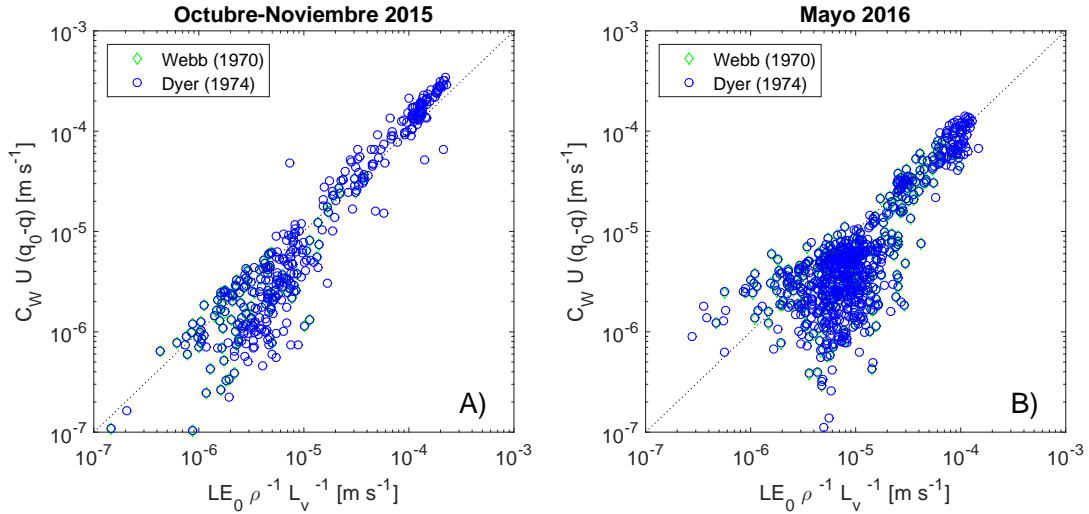 Octubre-Noviembre 2015
10^-3
10^-4
10^-5
10^-6
10^-7
C_W U (q_0-q) [m s^-1]
Webb (1970)
Dyer (1974)
A)
10^-7
10^-6
10^-5
10^-4
10^-3
LE_0 ρ^-1 L_v^-1 [m s^-1]
Mayo 2016
10^-3
10^-4
10^-5
10^-6
10^-7
C_W U (q_0-q) [m s^-1]
Webb (1970)
Dyer (1974)
B)
10^-7
10^-6
10^-5
10^-4
10^-3
LE_0 ρ^-1 L_v^-1 [m s^-1]